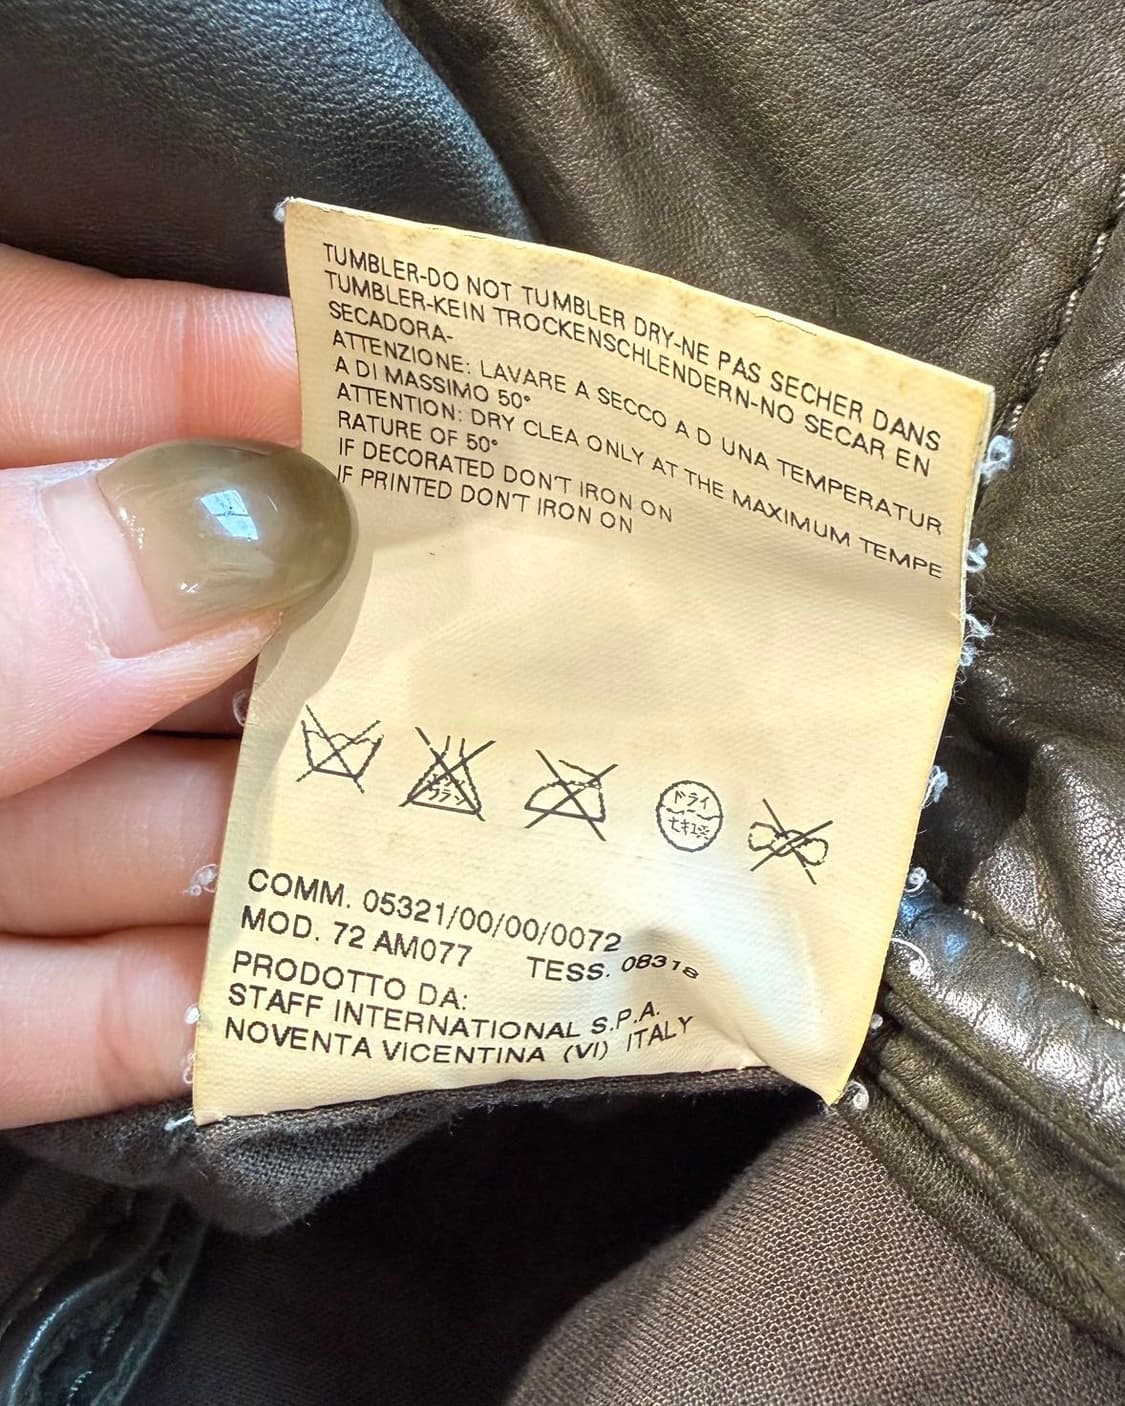 TUMBLER-DO NOT TUMBLER DRY-NE PAS SECHER DANS
TUMBLER-KEIN TROCKENSCHLENDERN-NO SECAR EN
SECADORA-
ATTENZIONE: LAVARE A SECCO A D UNA TEMPERATUR
A DI MASSIMO 50°
ATTENTION: DRY CLEA ONLY AT THE MAXIMUM TEMPE
RATURE OF 50°
IF DECORATED DON'T IRON ON
IF PRINTED DON'T IRON ON
ドライ
COMM. 05321/00/00/0072
MOD. 72 AM077 TESS. 08318
PRODOTTO DA:
STAFF INTERNATIONAL S.P.A.
NOVENTA VICENTINA (VI) ITALY